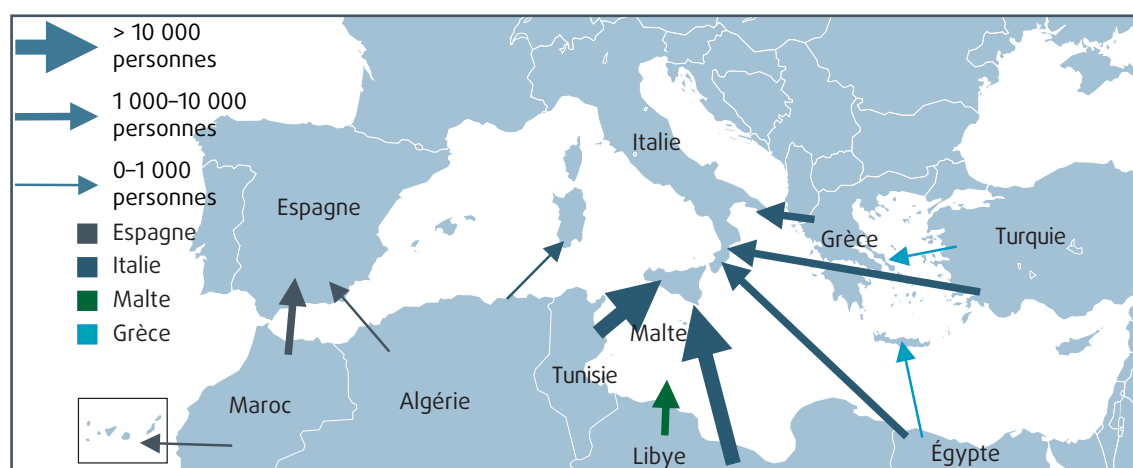 > 10 000
personnes
1 000–10 000
personnes
0–1 000
personnes
Espagne
Italie
Malte
Grèce
Italie
Espagne
Grèce
Turquie
Malte
Tunisie
Maroc
Algérie
Libye
Égypte